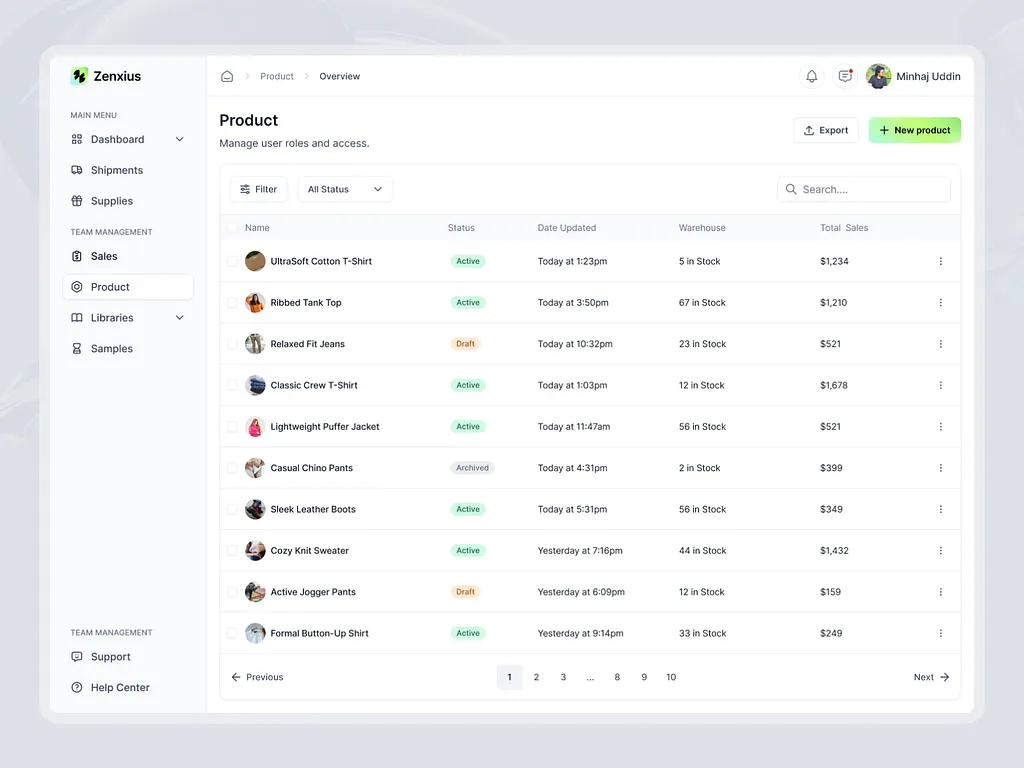 Zenxius
MAIN MENU
Dashboard
Shipments
Supplies
TEAM MANAGEMENT
Sales
Product
Libraries
Samples
TEAM MANAGEMENT
Support
Help Center
Product Overview
Minhaj Uddin
Product
Manage user roles and access.
Export
New product
Filter
All Status
Search....
Name Status Date Updated Warehouse Total Sales
UltraSoft Cotton T-Shirt Active Today at 1:23pm 5 in Stock $1,234
Ribbed Tank Top Active Today at 3:50pm 67 in Stock $1,210
Relaxed Fit Jeans Draft Today at 10:32pm 23 in Stock $521
Classic Crew T-Shirt Active Today at 1:03pm 12 in Stock $1,678
Lightweight Puffer Jacket Active Today at 11:47am 56 in Stock $521
Casual Chino Pants Archived Today at 4:31pm 2 in Stock $399
Sleek Leather Boots Active Today at 5:31pm 56 in Stock $349
Cozy Knit Sweater Active Yesterday at 7:16pm 44 in Stock $1,432
Active Jogger Pants Draft Yesterday at 6:09pm 12 in Stock $159
Formal Button-Up Shirt Active Yesterday at 9:14pm 33 in Stock $249
Previous 1 2 3 ... 8 9 10 Next